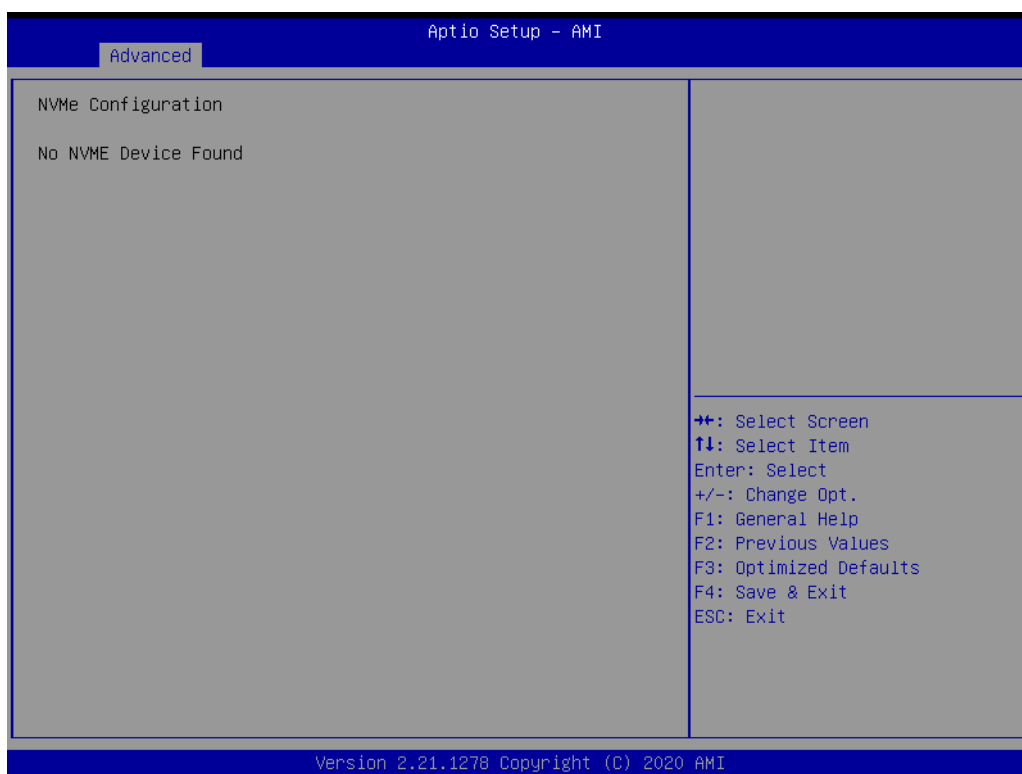 Aptio Setup – AMI
Advanced
NVMe Configuration
No NVME Device Found
→←: Select Screen
↑↓: Select Item
Enter: Select
+/-: Change Opt.
F1: General Help
F2: Previous Values
F3: Optimized Defaults
F4: Save & Exit
ESC: Exit
Version 2.21.1278 Copyright (C) 2020 AMI